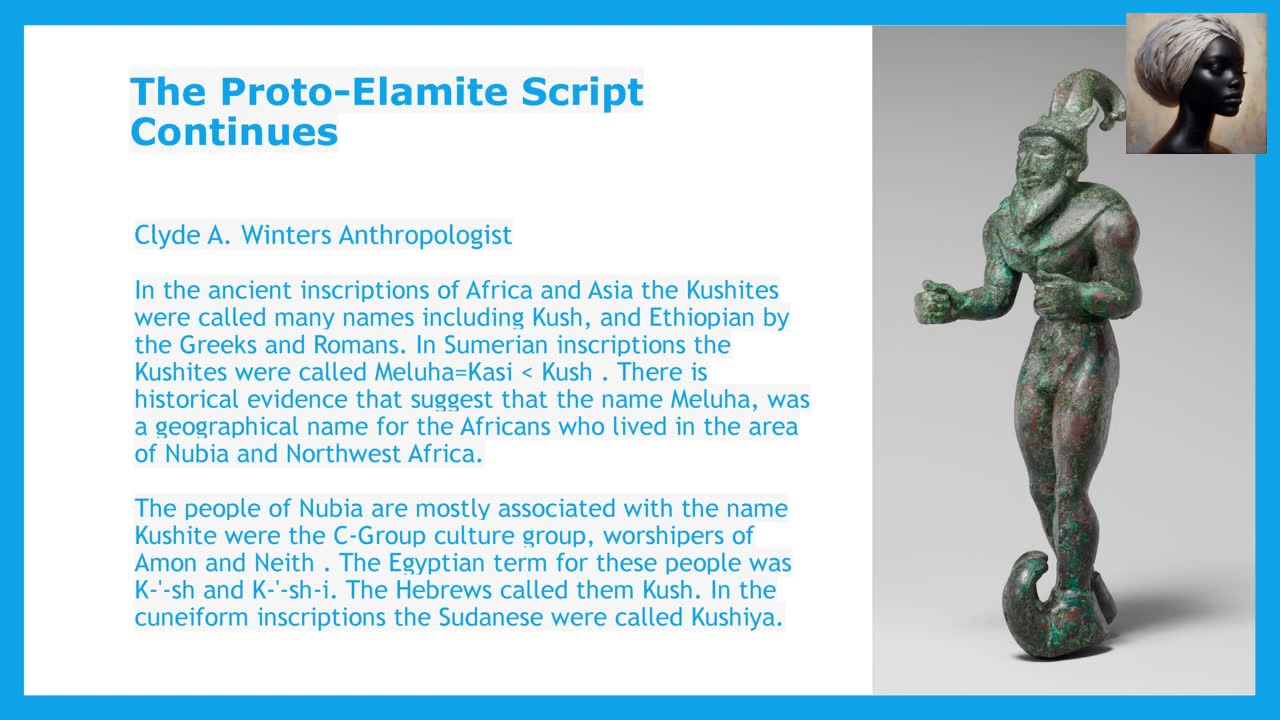 The Proto-Elamite Script
Continues
Clyde A. Winters Anthropologist
In the ancient inscriptions of Africa and Asia the Kushites
were called many names including Kush, and Ethiopian by
the Greeks and Romans. In Sumerian inscriptions the
Kushites were called Meluha=Kasi < Kush . There is
historical evidence that suggest that the name Meluha, was
a geographical name for the Africans who lived in the area
of Nubia and Northwest Africa.
The people of Nubia are mostly associated with the name
Kushite were the C-Group culture group, worshipers of
Amon and Neith . The Egyptian term for these people was
K-'-sh and K-'-sh-i. The Hebrews called them Kush. In the
cuneiform inscriptions the Sudanese were called Kushiya.